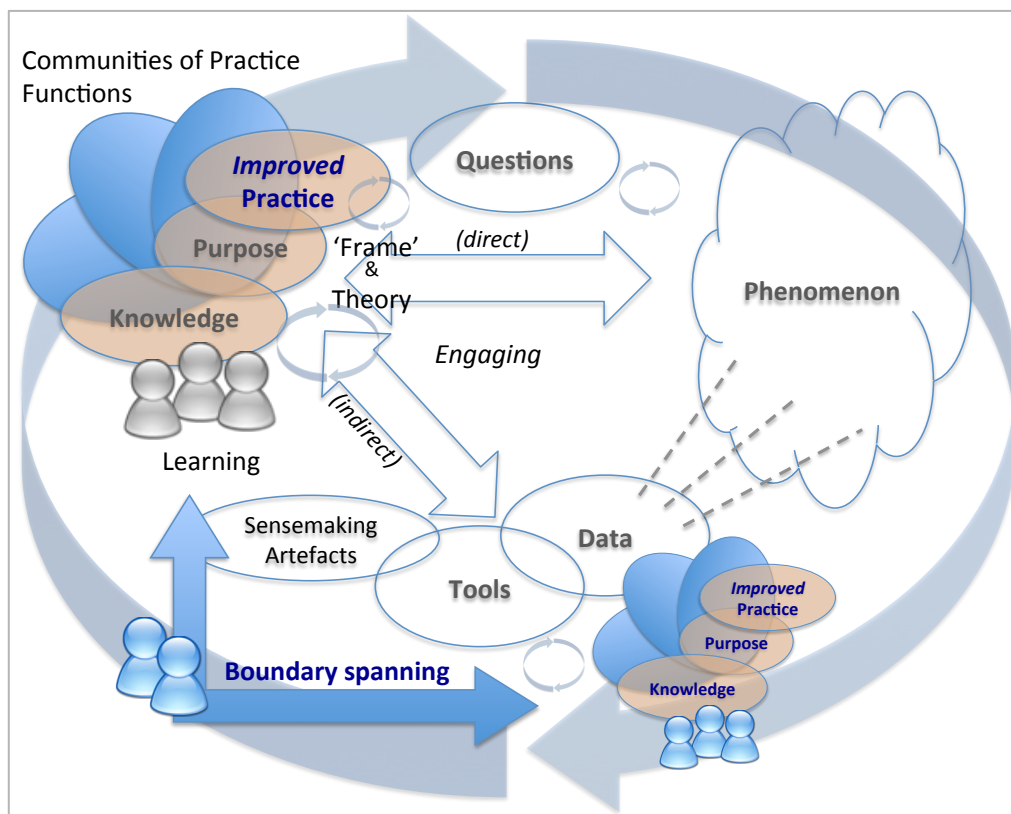 Communities of Practice
Functions
Improved
Practice
Purpose
Knowledge
Learning
Questions
‘Frame’
&
Theory
(direct)
Engaging
(indirect)
Phenomenon
Sensemaking
Artefacts
Tools
Data
Boundary spanning
Improved
Practice
Purpose
Knowledge